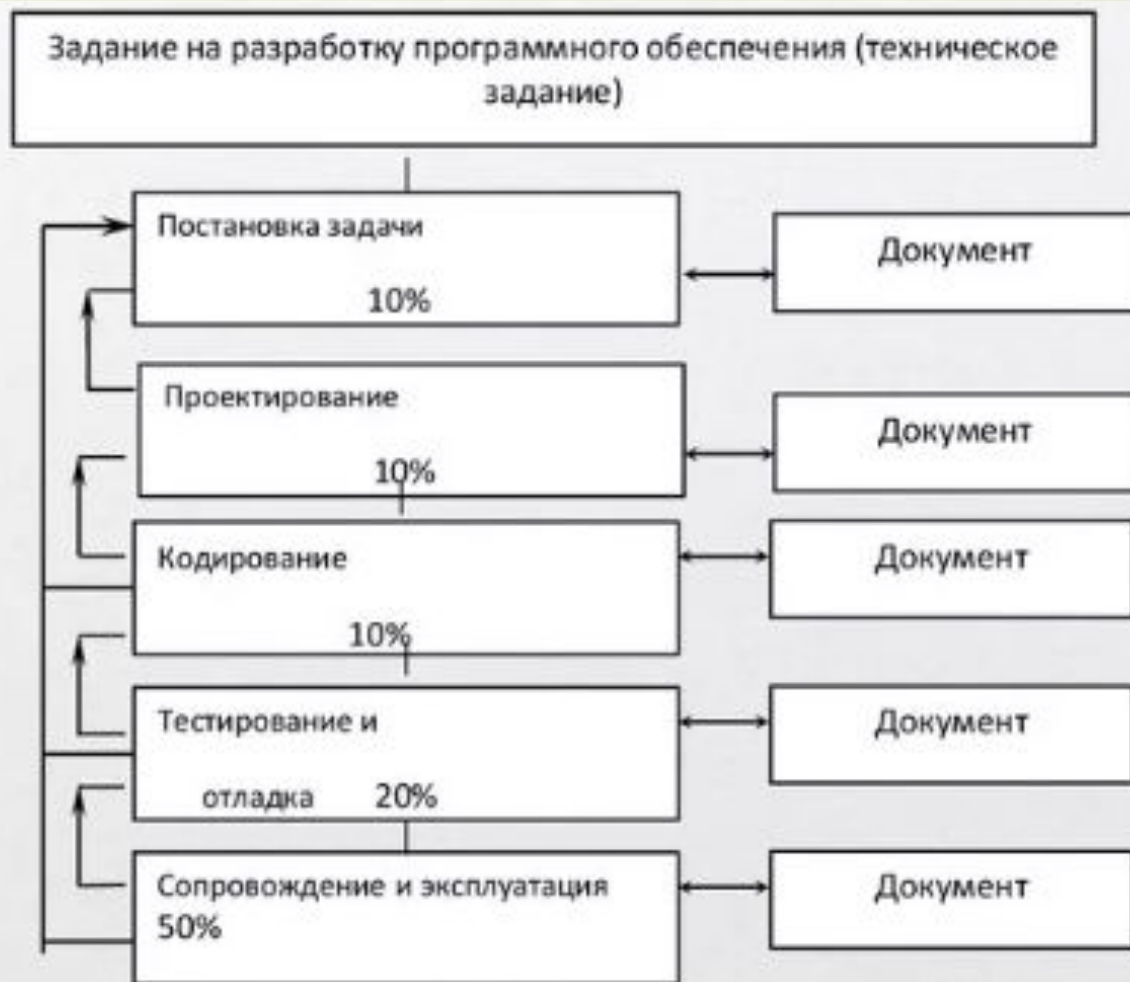 Задание на разработку программного обеспечения (техническое
задание)
Постановка задачи
10%
Документ
Проектирование
10%
Документ
Кодирование
10%
Документ
Тестирование и
отладка 20%
Документ
Сопровождение и эксплуатация
50%
Документ